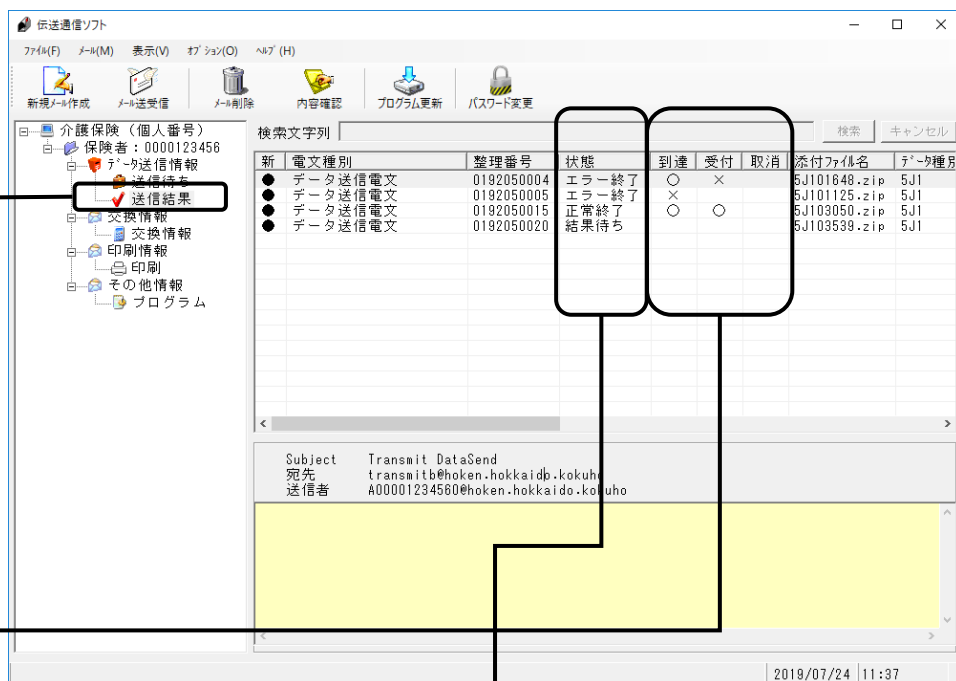 伝送通信ソフト
ファイル(F) メール(M) 表示(V) オプション(O) ヘルプ(H)
新規メール作成 メール送受信 メール削除 内容確認 プログラム更新 パスワード変更
介護保険（個人番号）
保険者：0000123456
データ送信情報
送信待ち
送信結果
交換情報
交換情報
印刷情報
印刷
その他情報
プログラム
検索文字列 検索 キャンセル
新 電文種別 整理番号 状態 到達 受付 取消 添付ファイル名 データ種別
● データ送信電文 0192050004 エラー終了 ○ × 5J101648.zip 5J1
● データ送信電文 0192050005 エラー終了 × 5J101125.zip 5J1
● データ送信電文 0192050015 正常終了 ○ ○ 5J103050.zip 5J1
● データ送信電文 0192050020 結果待ち 5J103539.zip 5J1
Subject Transmit DataSend
宛先 transmitb@hoken.hokkaido.kokuho
送信者 A00001234560@hoken.hokkaido.kokuho
2019/07/24 11:37